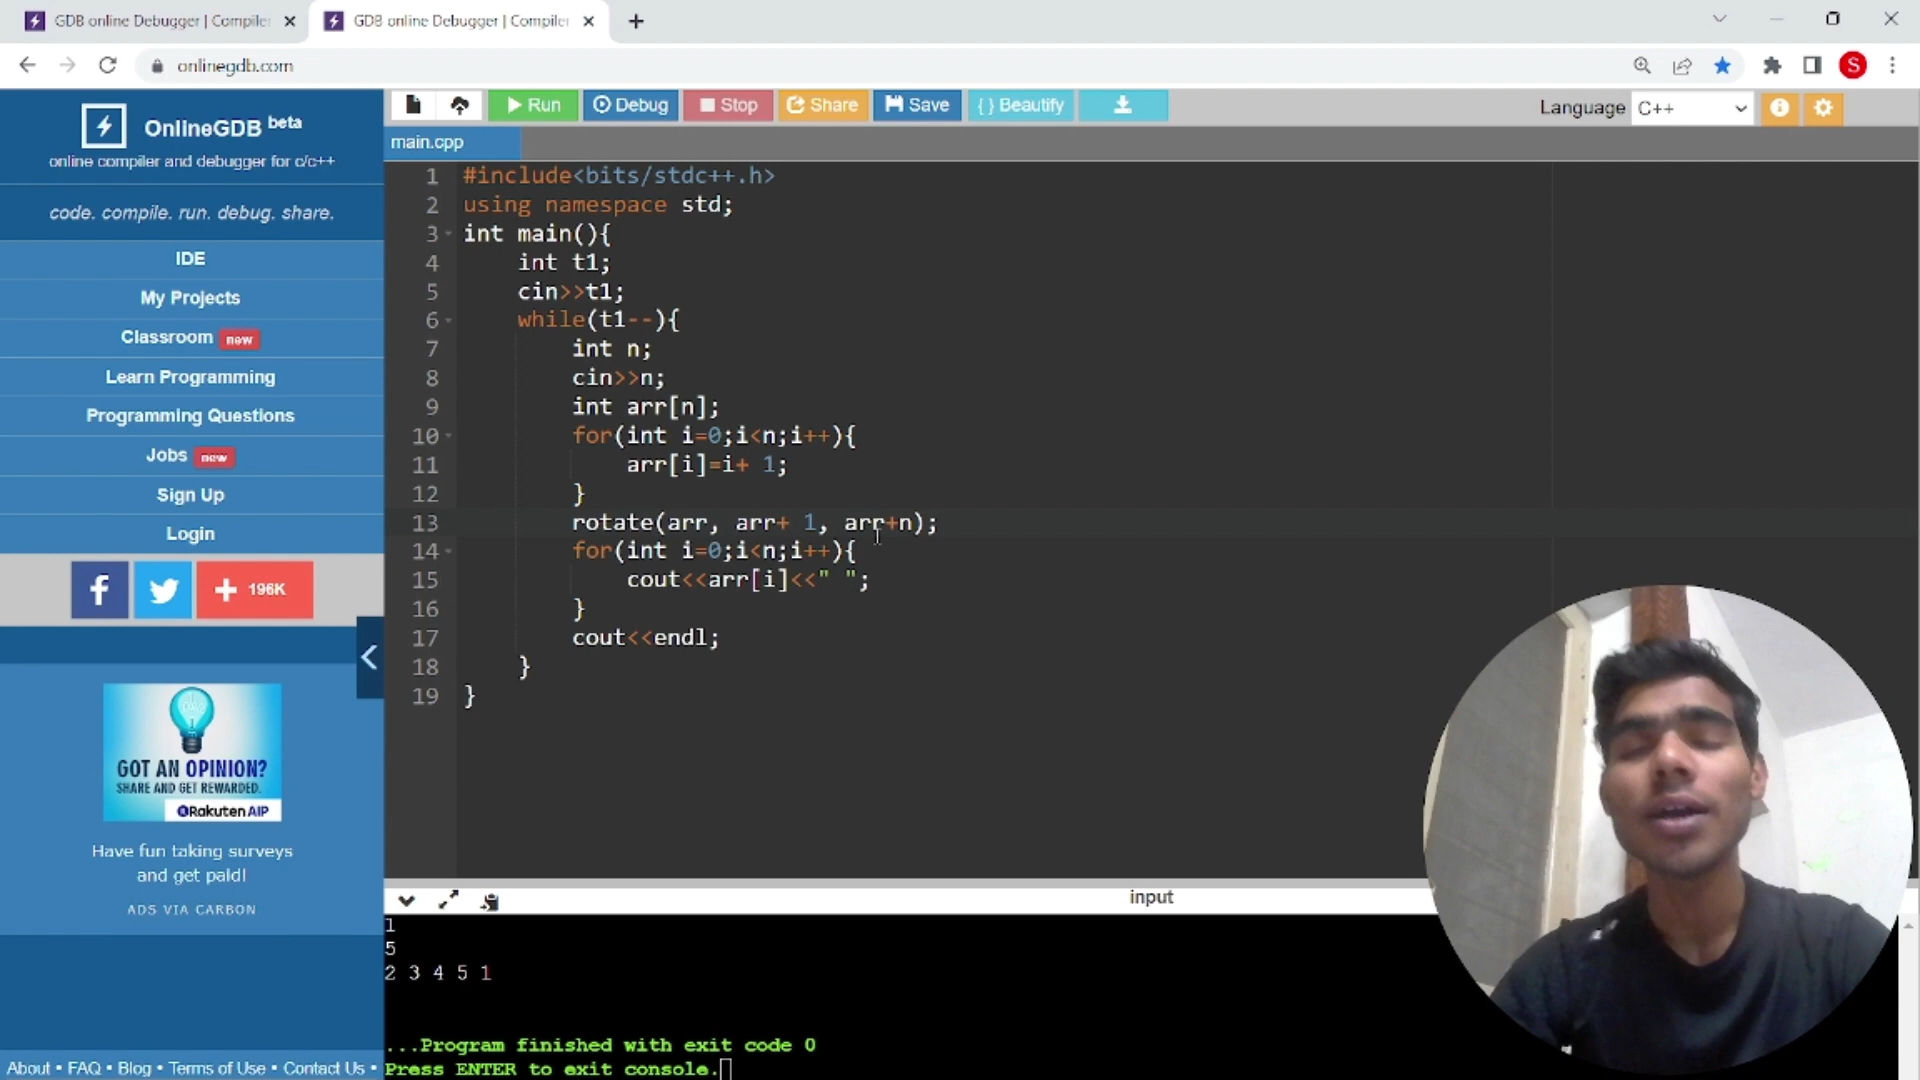 GDB online Debugger | Compiler
GDB online Debugger | Compiler
onlinegdb.com
S
OnlineGDB beta
online compiler and debugger for c/c++
code. compile. run. debug. share.
IDE
My Projects
Classroom new
Learn Programming
Programming Questions
Jobs new
Sign Up
Login
f
+ 196K
GOT AN OPINION?
SHARE AND GET REWARDED.
Rakuten AIP
Have fun taking surveys
and get paid!
ADS VIA CARBON
About • FAQ • Blog • Terms of Use • Contact Us •
Run Debug Stop Share Save { } Beautify
Language C++
main.cpp
1 #include<bits/stdc++.h>
2 using namespace std;
3 int main(){
4 int t1;
5 cin>>t1;
6 while(t1--){
7 int n;
8 cin>>n;
9 int arr[n];
10 for(int i=0;i<n;i++){
11 arr[i]=i+ 1;
12 }
13 rotate(arr, arr+ 1, arr+n);
14 for(int i=0;i<n;i++){
15 cout<<arr[i]<<" ";
16 }
17 cout<<endl;
18 }
19 }
input
1
5
2 3 4 5 1
...Program finished with exit code 0
Press ENTER to exit console.